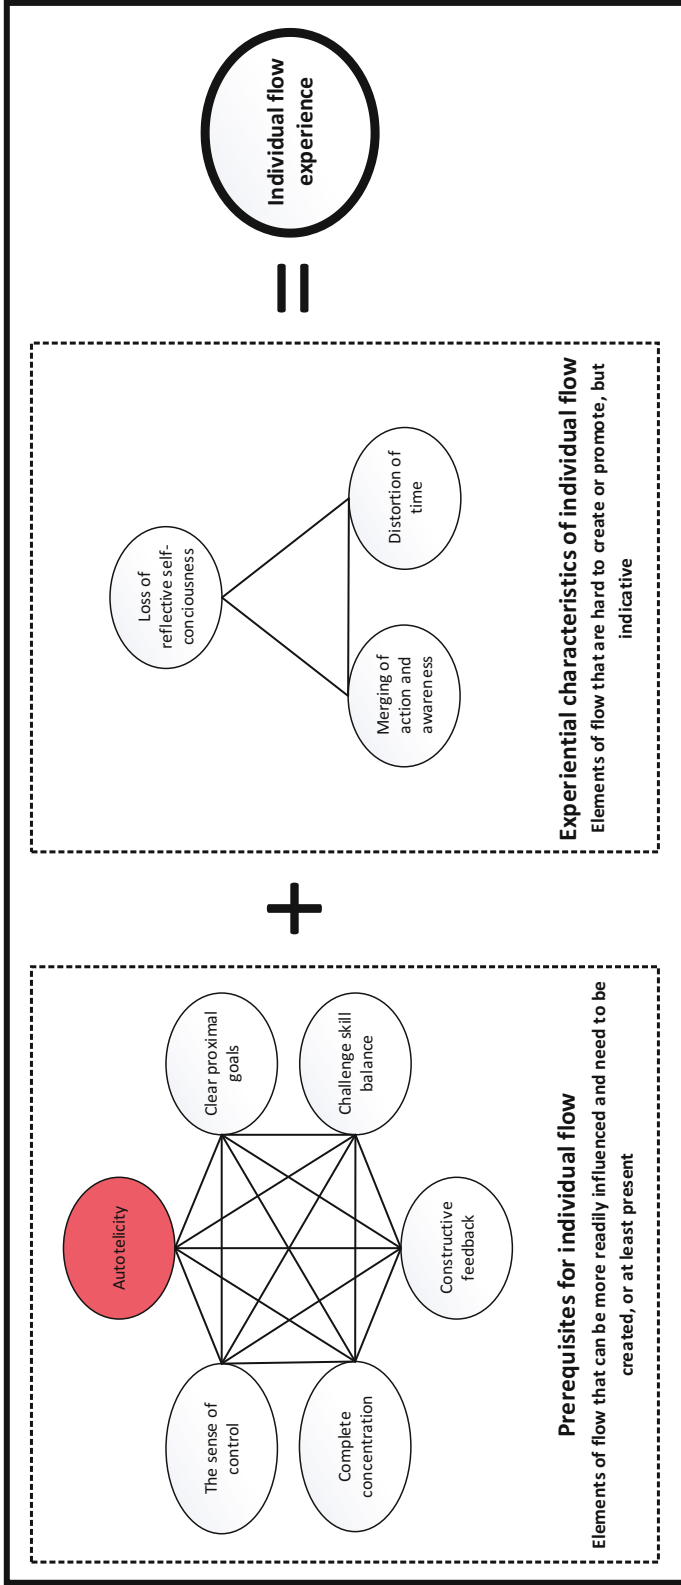 Autotelicity
The sense of
control
Clear proximal
goals
Complete
concentration
Challenge skill
balance
Constructive
feedback
Prerequisites for individual flow
Elements of flow that can be more readily influenced and need to be
created, or at least present
+
Loss of
reflective self-
conciousness
Merging of
action and
awareness
Distortion of
time
Experiential characteristics of individual flow
Elements of flow that are hard to create or promote, but
indicative
=
Individual flow
experience